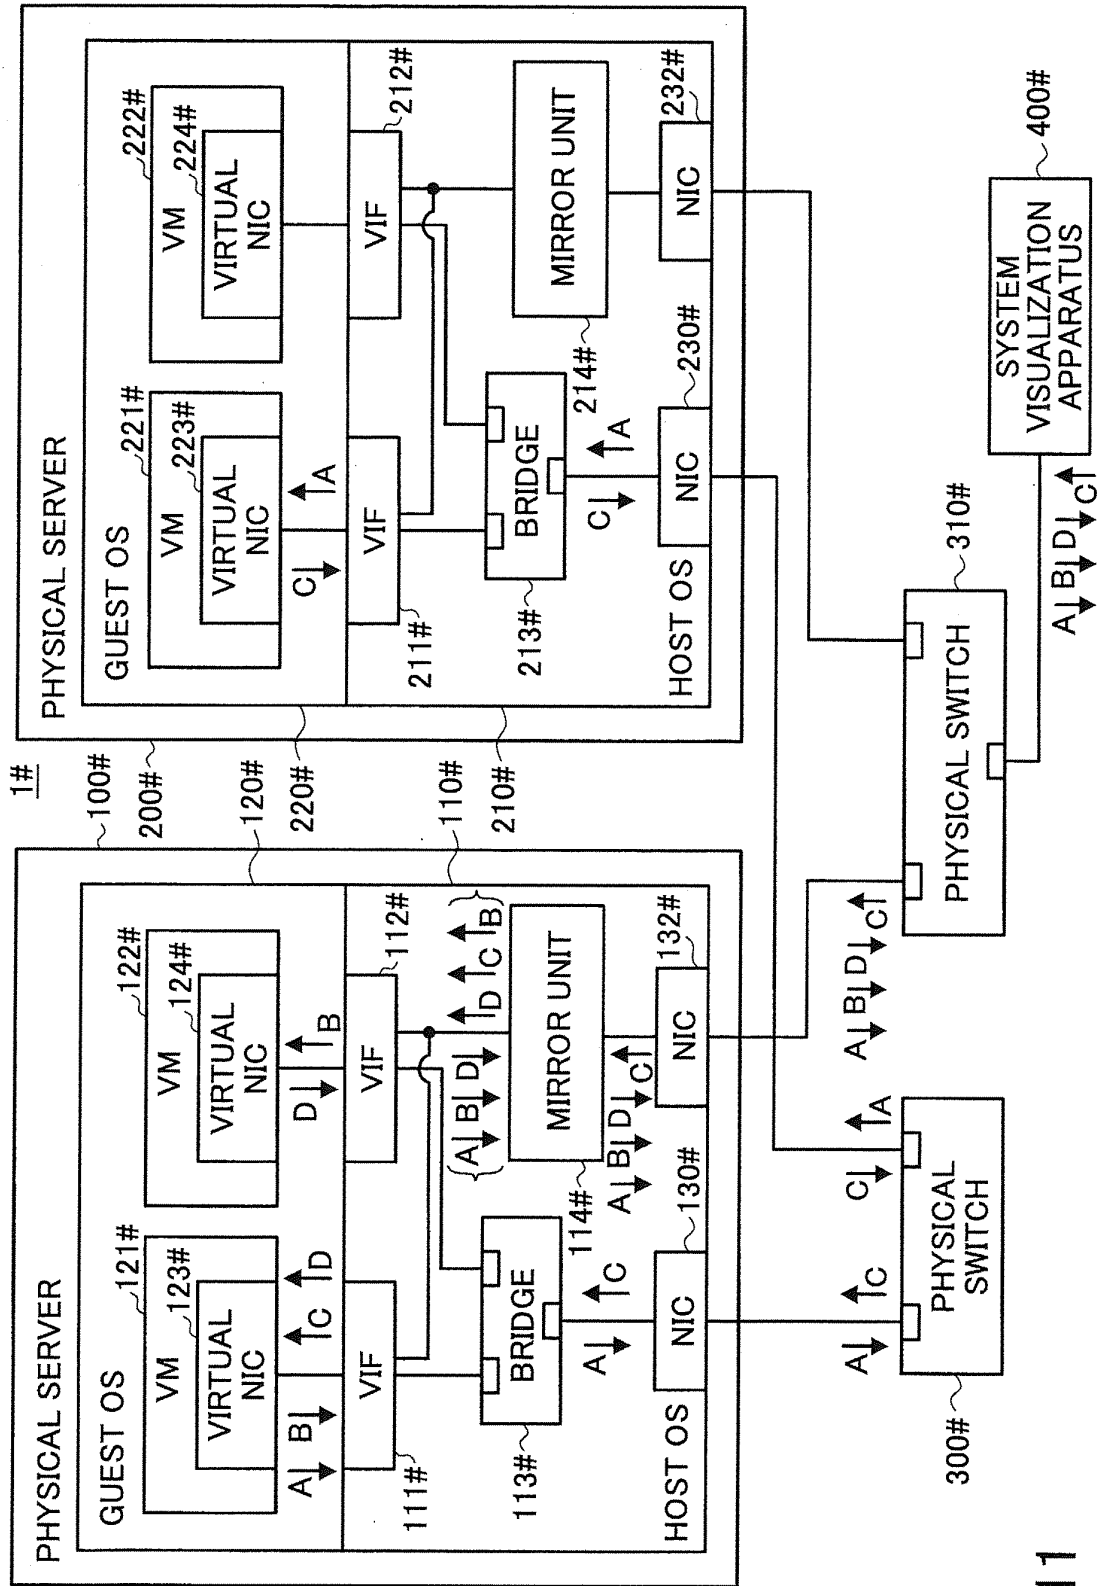 1#
PHYSICAL SERVER
100#
GUEST OS
120#
121#
VM
123#
VIRTUAL
NIC
122#
VM
124#
VIRTUAL
NIC
A B C D
D B
110#
VIF
111#
VIF
112#
A B D D C B
BRIDGE
113#
MIRROR UNIT
114#
A C
A B D C
HOST OS
NIC
130#
NIC
132#
PHYSICAL SERVER
200#
GUEST OS
220#
221#
VM
223#
VIRTUAL
NIC
222#
VM
224#
VIRTUAL
NIC
C A
210#
VIF
211#
VIF
212#
BRIDGE
213#
MIRROR UNIT
214#
C A
HOST OS
NIC
230#
NIC
232#
A C
C A
PHYSICAL
SWITCH
300#
A B D C
PHYSICAL SWITCH
310#
A B D C
SYSTEM
VISUALIZATION
APPARATUS
400#
11